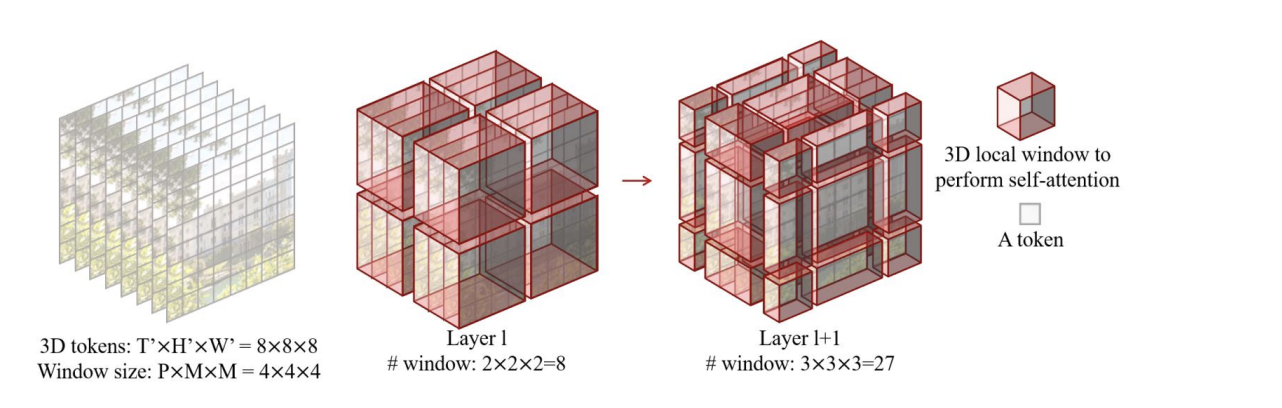 3D tokens: T’×H’×W’ = 8×8×8
Window size: P×M×M = 4×4×4
Layer l
# window: 2×2×2=8
Layer l+1
# window: 3×3×3=27
3D local window to
perform self-attention
A token